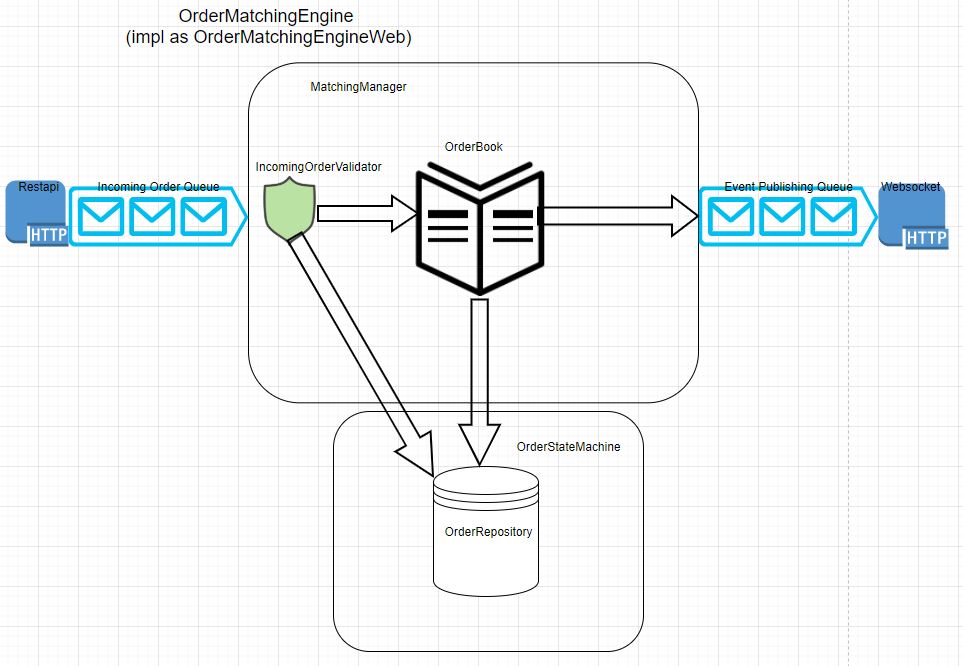 OrderMatchingEngine
(impl as OrderMatchingEngineWeb)
MatchingManager
OrderBook
IncomingOrderValidator
Restapi
Incoming Order Queue
Event Publishing Queue
Websocket
HTTP
HTTP
OrderStateMachine
OrderRepository